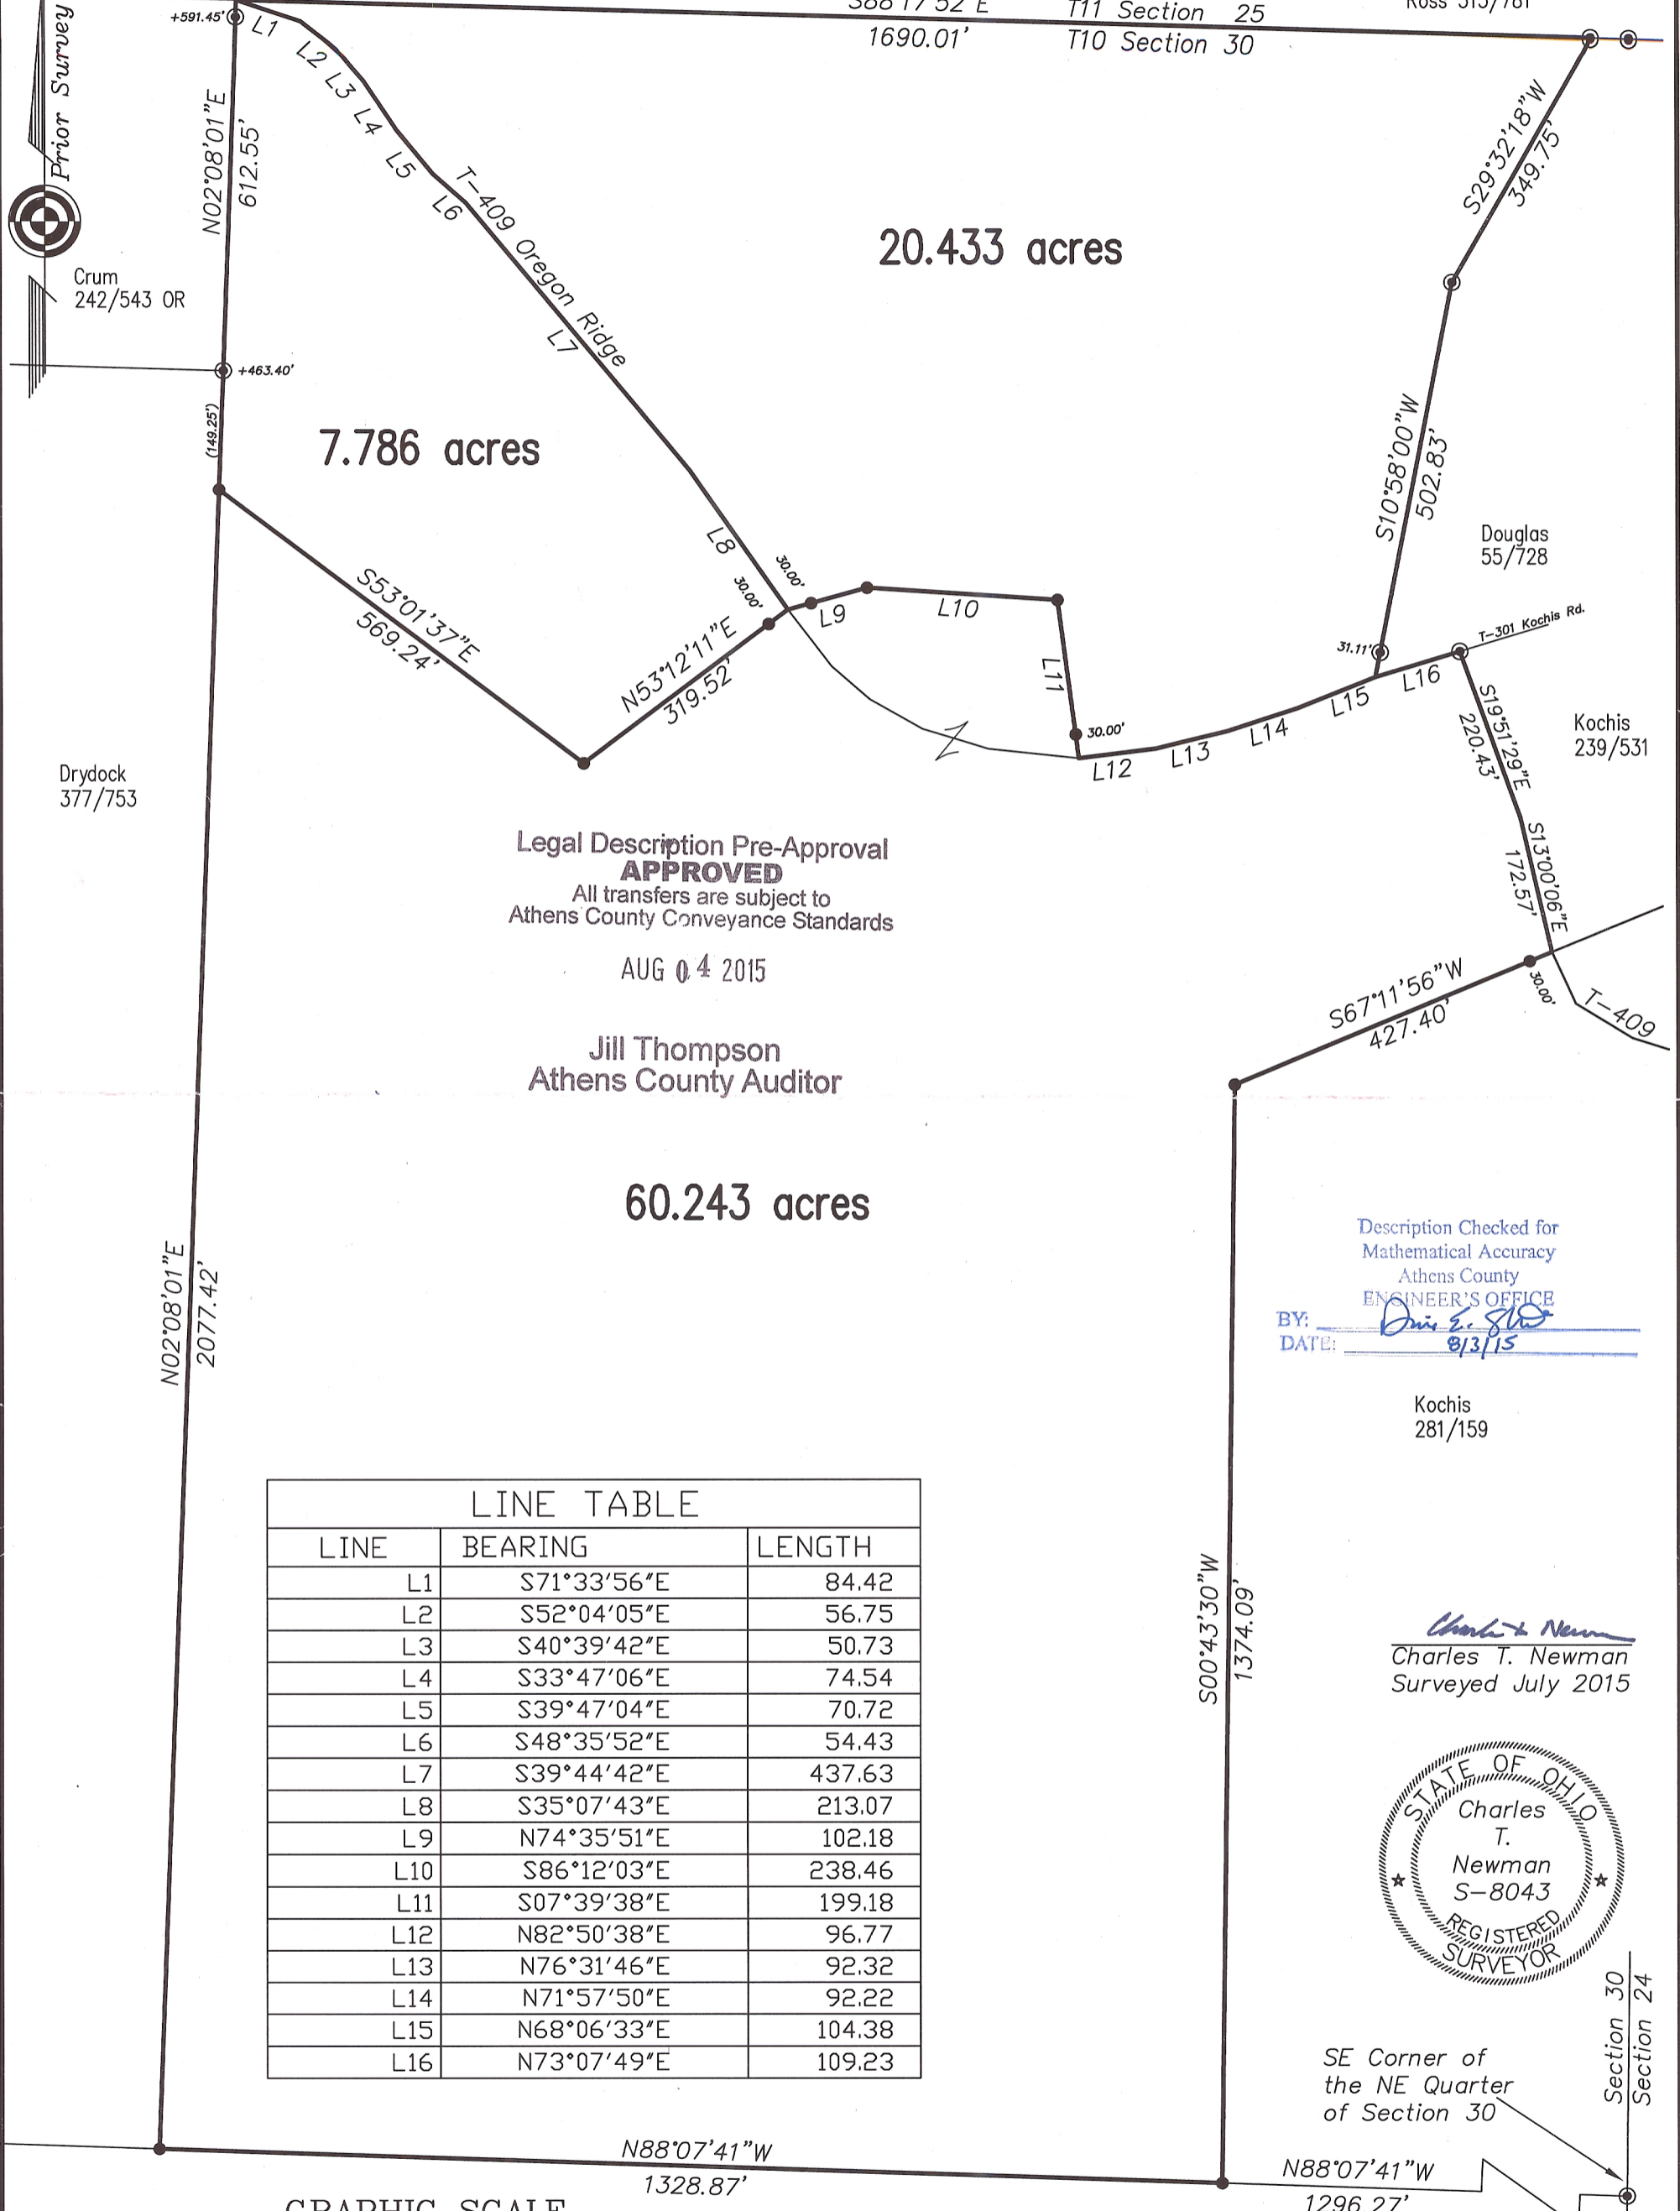 S88°17'52"E
1690.01'
T11 Section 25
T10 Section 30
Ross 515/781
Prior Survey
+591.45'
L1
L2
L3
L4
L5
L6
T-409 Oregon Ridge
L7
L8
N02°08'01"E
612.55'
20.433 acres
S29°32'18"W
349.75'
Crum
242/543 OR
+463.40'
(149.25')
7.786 acres
S10°58'00"W
502.83'
Douglas
55/728
S53°01'37"E
569.24'
N53°12'11"E
319.52'
30.00'
30.00'
L9
L10
L11
30.00'
L12
L13
L14
L15
L16
31.11'
T-301 Kochis Rd.
S19°51'29"E
220.43'
Kochis
239/531
S13°00'06"E
172.57'
Z
Drydock
377/753
Legal Description Pre-Approval
APPROVED
All transfers are subject to
Athens County Conveyance Standards
AUG 04 2015
Jill Thompson
Athens County Auditor
S67°11'56"W
427.40'
30.00'
T-409
60.243 acres
N02°08'01"E
2077.42'
Description Checked for
Mathematical Accuracy
Athens County
ENGINEER'S OFFICE
BY:
DATE: 8/3/15
Kochis
281/159
S00°43'30"W
1374.09'
LINE TABLE
LINE BEARING LENGTH
L1 S71°33'56"E 84.42
L2 S52°04'05"E 56.75
L3 S40°39'42"E 50.73
L4 S33°47'06"E 74.54
L5 S39°47'04"E 70.72
L6 S48°35'52"E 54.43
L7 S39°44'42"E 437.63
L8 S35°07'43"E 213.07
L9 N74°35'51"E 102.18
L10 S86°12'03"E 238.46
L11 S07°39'38"E 199.18
L12 N82°50'38"E 96.77
L13 N76°31'46"E 92.32
L14 N71°57'50"E 92.22
L15 N68°06'33"E 104.38
L16 N73°07'49"E 109.23
Charles T. Newman
Charles T. Newman
Surveyed July 2015
STATE OF OHIO
Charles
T.
Newman
S-8043
REGISTERED
SURVEYOR
Section 30
Section 24
SE Corner of
the NE Quarter
of Section 30
N88°07'41"W
1328.87'
N88°07'41"W
1296.27'
GRAPHIC SCALE